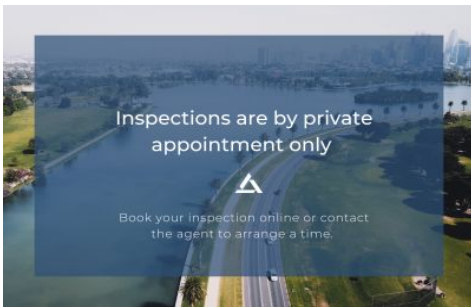 Inspections are by private
appointment only
Book your inspection online or contact
the agent to arrange a time.